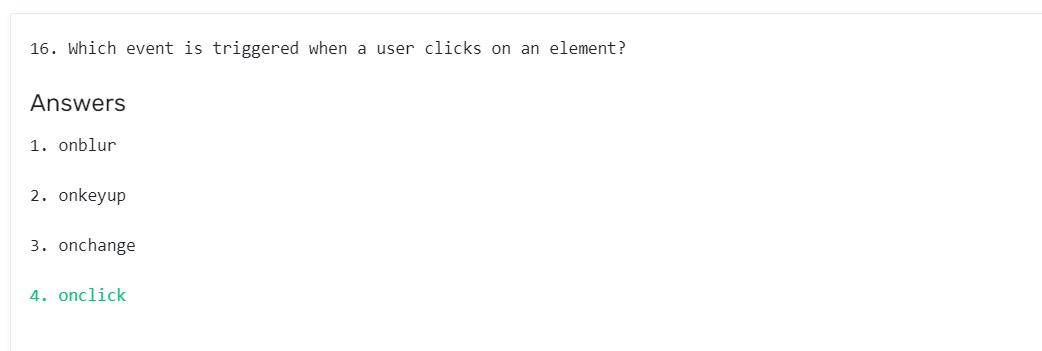 16. Which event is triggered when a user clicks on an element?
Answers
1. onblur
2. onkeyup
3. onchange
4. onclick